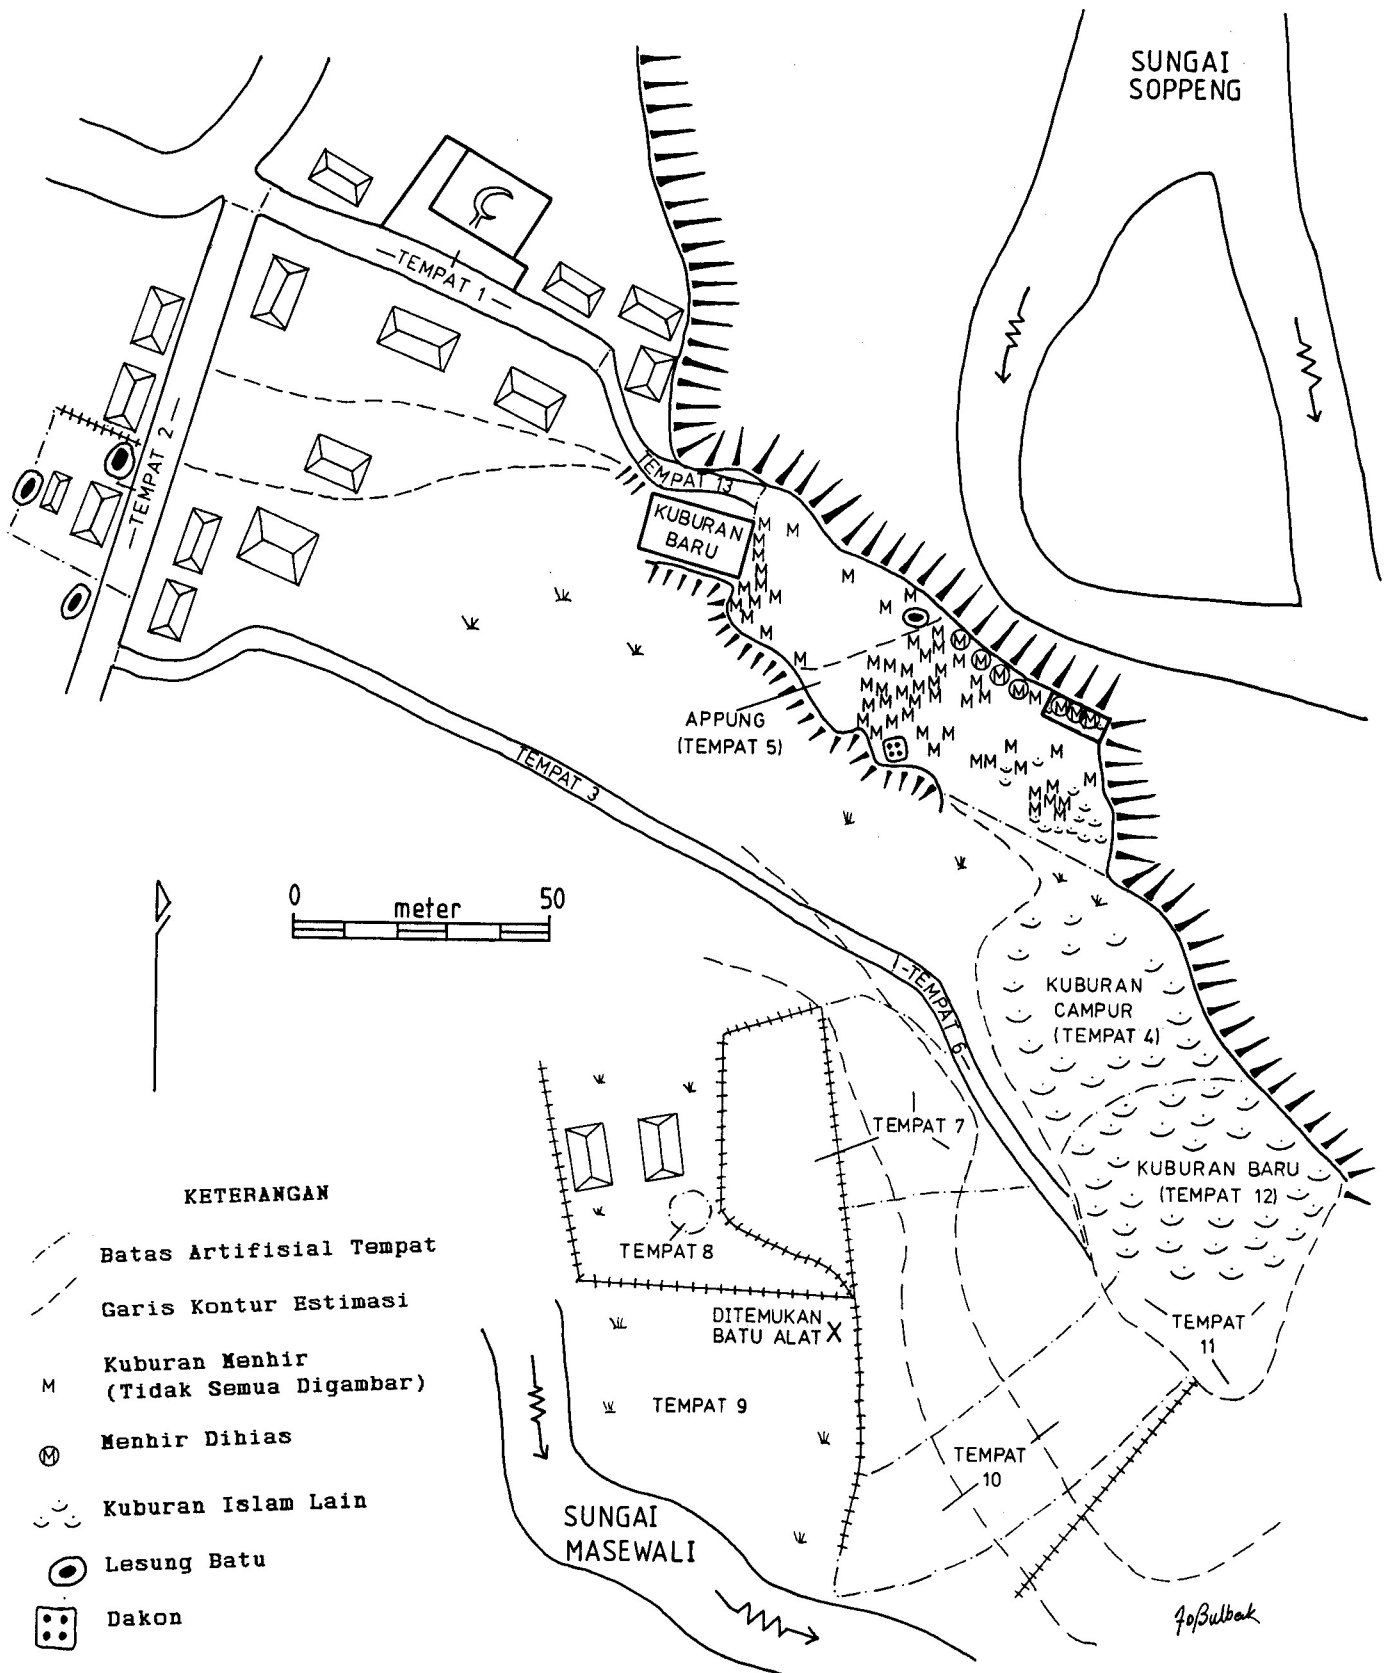 SUNGAI
SOPPENG
TEMPAT 1
TEMPAT 2
TEMPAT 13
KUBURAN
BARU
APPUNG
(TEMPAT 5)
TEMPAT 3
0 50
meter
TEMPAT 6
KUBURAN
CAMPUR
(TEMPAT 4)
TEMPAT 7
KUBURAN BARU
(TEMPAT 12)
TEMPAT 8
DITEMUKAN
BATU ALAT X
TEMPAT
11
TEMPAT 9
TEMPAT
10
SUNGAI
MASEWALI
KETERANGAN
Batas Artifisial Tempat
Garis Kontur Estimasi
M Kuburan Menhir
(Tidak Semua Digambar)
M Menhir Dihias
Kuburan Islam Lain
Lesung Batu
Dakon